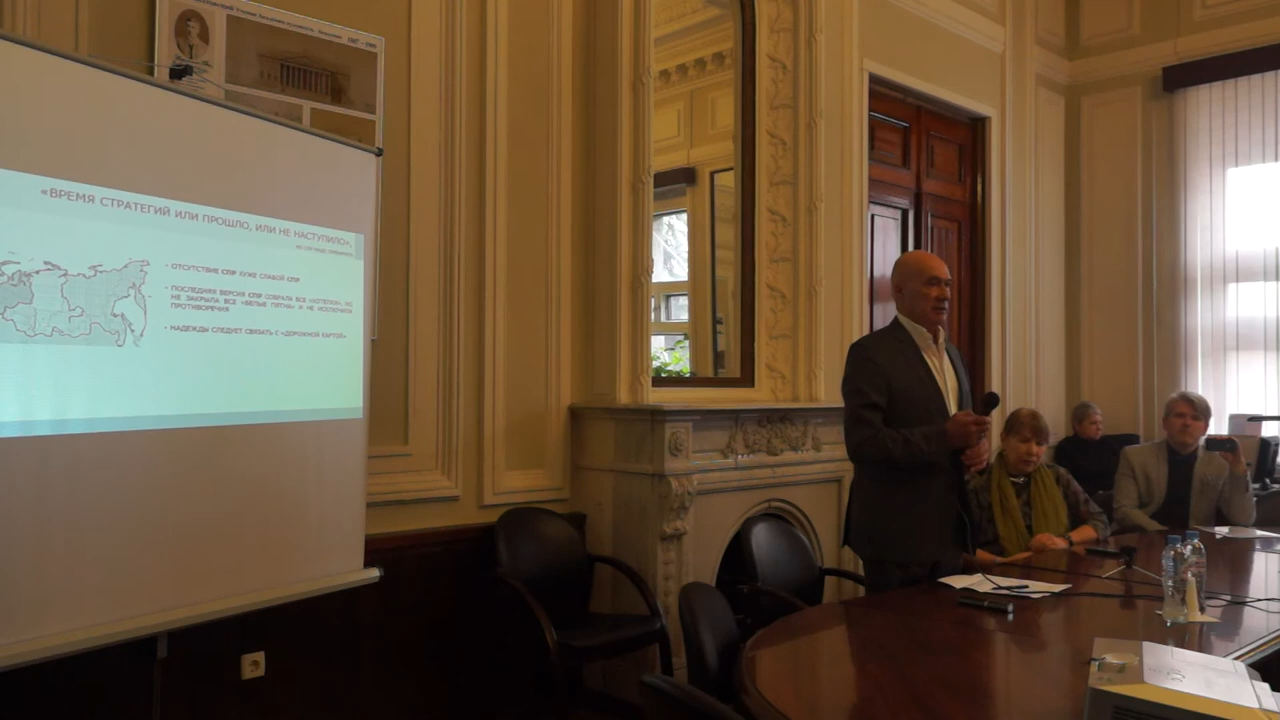 «ВРЕМЯ СТРАТЕГИЙ ИЛИ ПРОШЛО, ИЛИ НЕ НАСТУПИЛО»,
• ОТСУТСТВИЕ СПР ХУЖЕ СЛАБОЙ СПР
• ПОСЛЕДНЯЯ ВЕРСИЯ СПР СОБРАЛА ВСЕ «ХОТЕЛКИ», НО
НЕ ЗАКРЫЛА ВСЕ «БЕЛЫЕ ПЯТНА» И НЕ ИСКЛЮЧИЛА
ПРОТИВОРЕЧИЯ
• НАДЕЖДЫ СЛЕДУЕТ СВЯЗАТЬ С «ДОРОЖНОЙ КАРТОЙ»